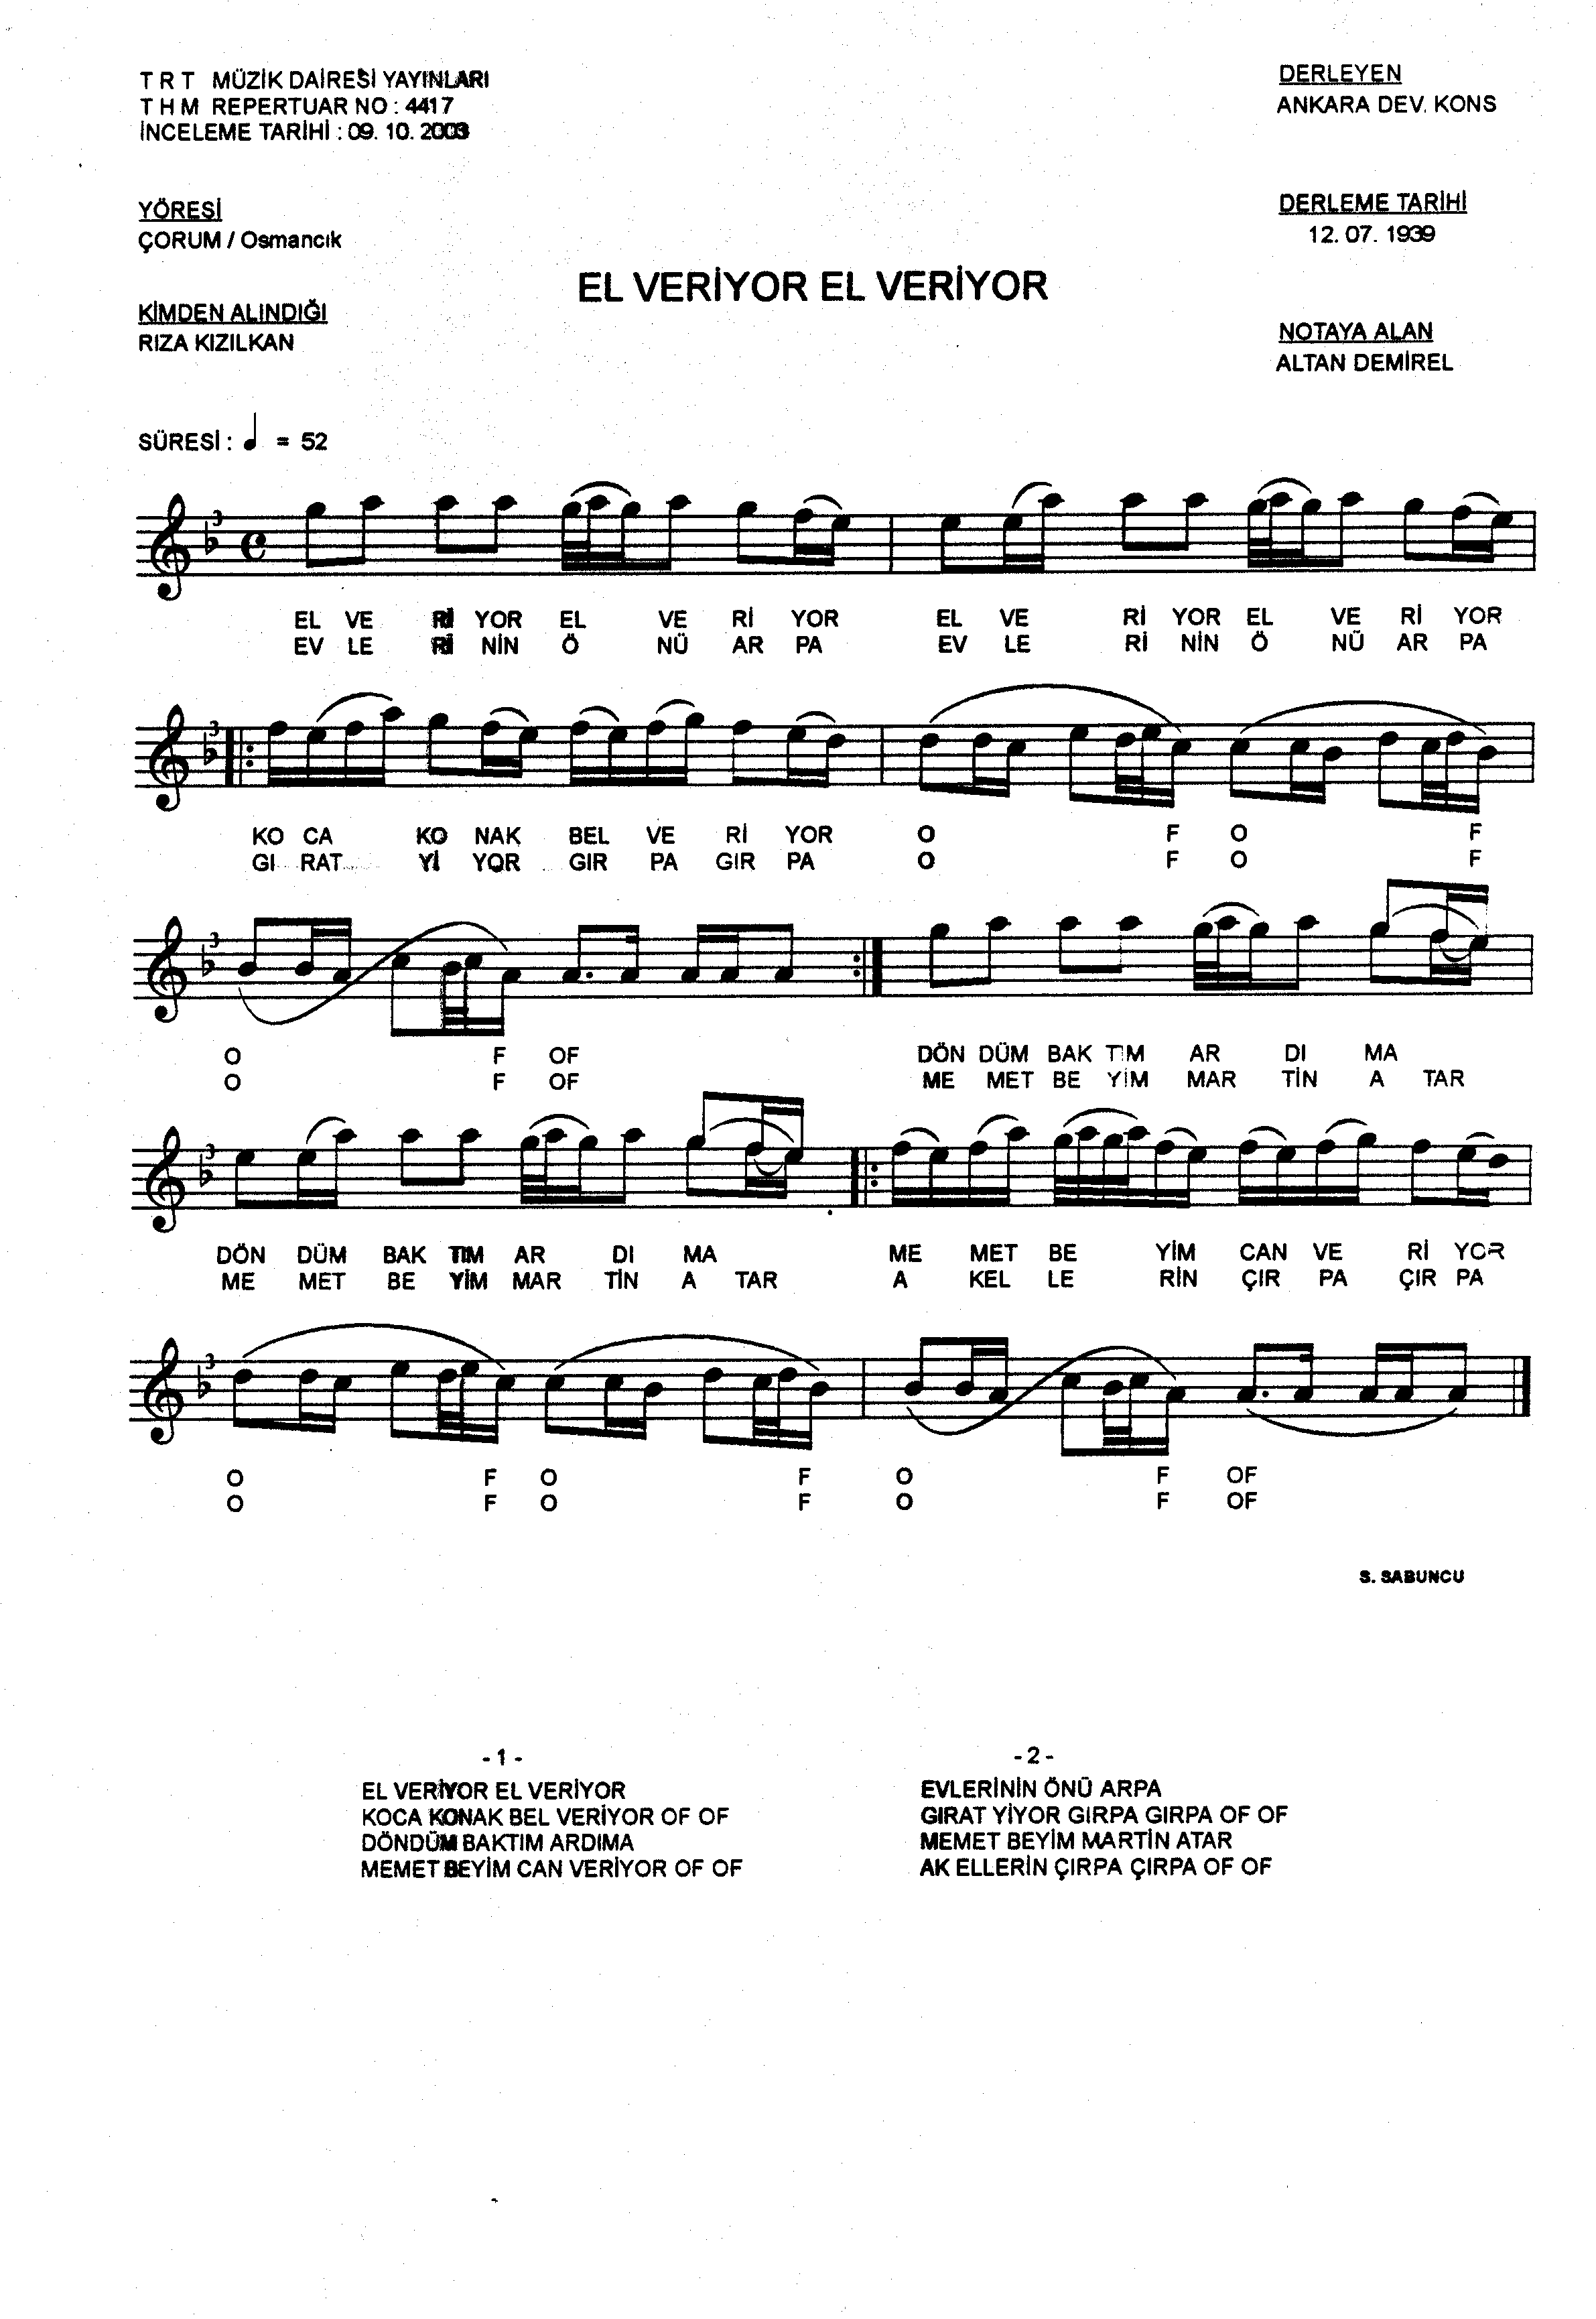 T R T MÜZİK DAİRESİ YAYINLARI
T H M REPERTUAR NO : 4417
İNCELEME TARİHİ : 09. 10. 2003
DERLEYEN
ANKARA DEV. KONS
YÖRESİ
ÇORUM / Osmancık
DERLEME TARİHİ
12. 07. 1939
EL VERİYOR EL VERİYOR
KİMDEN ALINDIĞI
RIZA KIZILKAN
NOTAYA ALAN
ALTAN DEMİREL
SÜRESİ : ♩ = 52
EL VE Rİ YOR EL VE Rİ YOR EL VE Rİ YOR EL VE Rİ YOR
EV LE Rİ NİN Ö NÜ AR PA EV LE Rİ NİN Ö NÜ AR PA
KO CA KO NAK BEL VE Rİ YOR O F O F
GI RAT Yİ YOR GIR PA GIR PA O F O F
O F OF DÖN DÜM BAK TIM AR DI MA
O F OF ME MET BE YİM MAR TİN A TAR
DÖN DÜM BAK TIM AR DI MA ME MET BE YİM CAN VE Rİ YOR
ME MET BE YİM MAR TİN A TAR A KEL LE RİN ÇIR PA ÇIR PA
O F O F O F OF
O F O F O F OF
S. SABUNCU
- 1 -
EL VERİYOR EL VERİYOR
KOCA KONAK BEL VERİYOR OF OF
DÖNDÜM BAKTIM ARDIMA
MEMET BEYİM CAN VERİYOR OF OF
- 2 -
EVLERİNİN ÖNÜ ARPA
GIRAT YİYOR GIRPA GIRPA OF OF
MEMET BEYİM MARTİN ATAR
AK ELLERİN ÇIRPA ÇIRPA OF OF